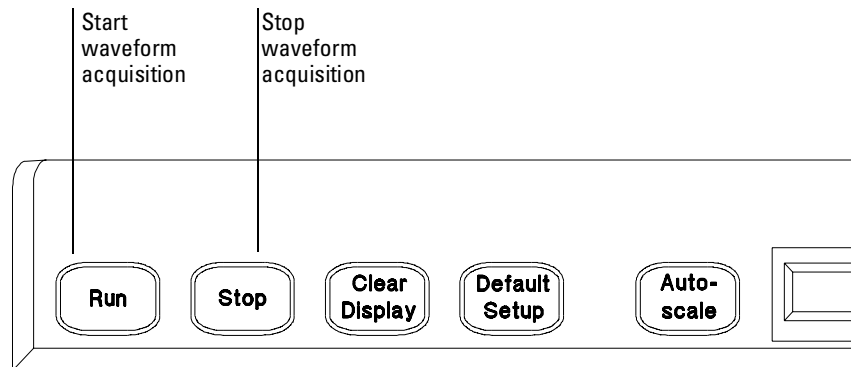 Start
waveform
acquisition
Stop
waveform
acquisition
Run
Stop
Clear
Display
Default
Setup
Auto-
scale